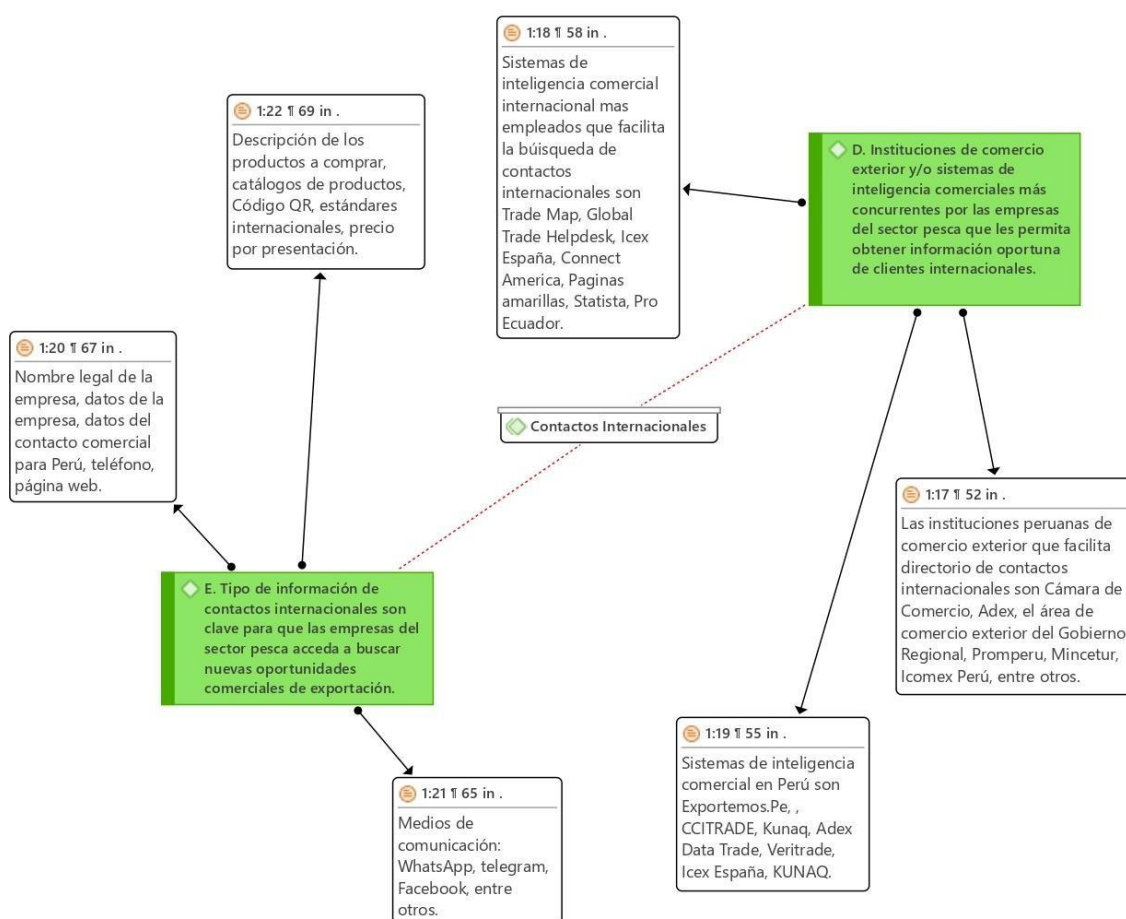 1:18 ¶ 58 in .
Sistemas de
inteligencia comercial
internacional mas
empleados que facilita
la búisqueda de
contactos
internacionales son
Trade Map, Global
Trade Helpdesk, Icex
España, Connect
America, Paginas
amarillas, Statista, Pro
Ecuador.
1:22 ¶ 69 in .
Descripción de los
productos a comprar,
catálogos de productos,
Código QR, estándares
internacionales, precio
por presentación.
D. Instituciones de comercio
exterior y/o sistemas de
inteligencia comerciales más
concurrentes por las empresas
del sector pesca que les permita
obtener información oportuna
de clientes internacionales.
1:20 ¶ 67 in .
Nombre legal de la
empresa, datos de la
empresa, datos del
contacto comercial
para Perú, teléfono,
página web.
Contactos Internacionales
1:17 ¶ 52 in .
Las instituciones peruanas de
comercio exterior que facilita
directorio de contactos
internacionales son Cámara de
Comercio, Adex, el área de
comercio exterior del Gobierno
Regional, Promperu, Mincetur,
Icomex Perú, entre otros.
E. Tipo de información de
contactos internacionales son
clave para que las empresas del
sector pesca acceda a buscar
nuevas oportunidades
comerciales de exportación.
1:19 ¶ 55 in .
Sistemas de inteligencia
comercial en Perú son
Exportemos.Pe, ,
CCITRADE, Kunaq, Adex
Data Trade, Veritrade,
Icex España, KUNAQ.
1:21 ¶ 65 in .
Medios de
comunicación:
WhatsApp, telegram,
Facebook, entre
otros.